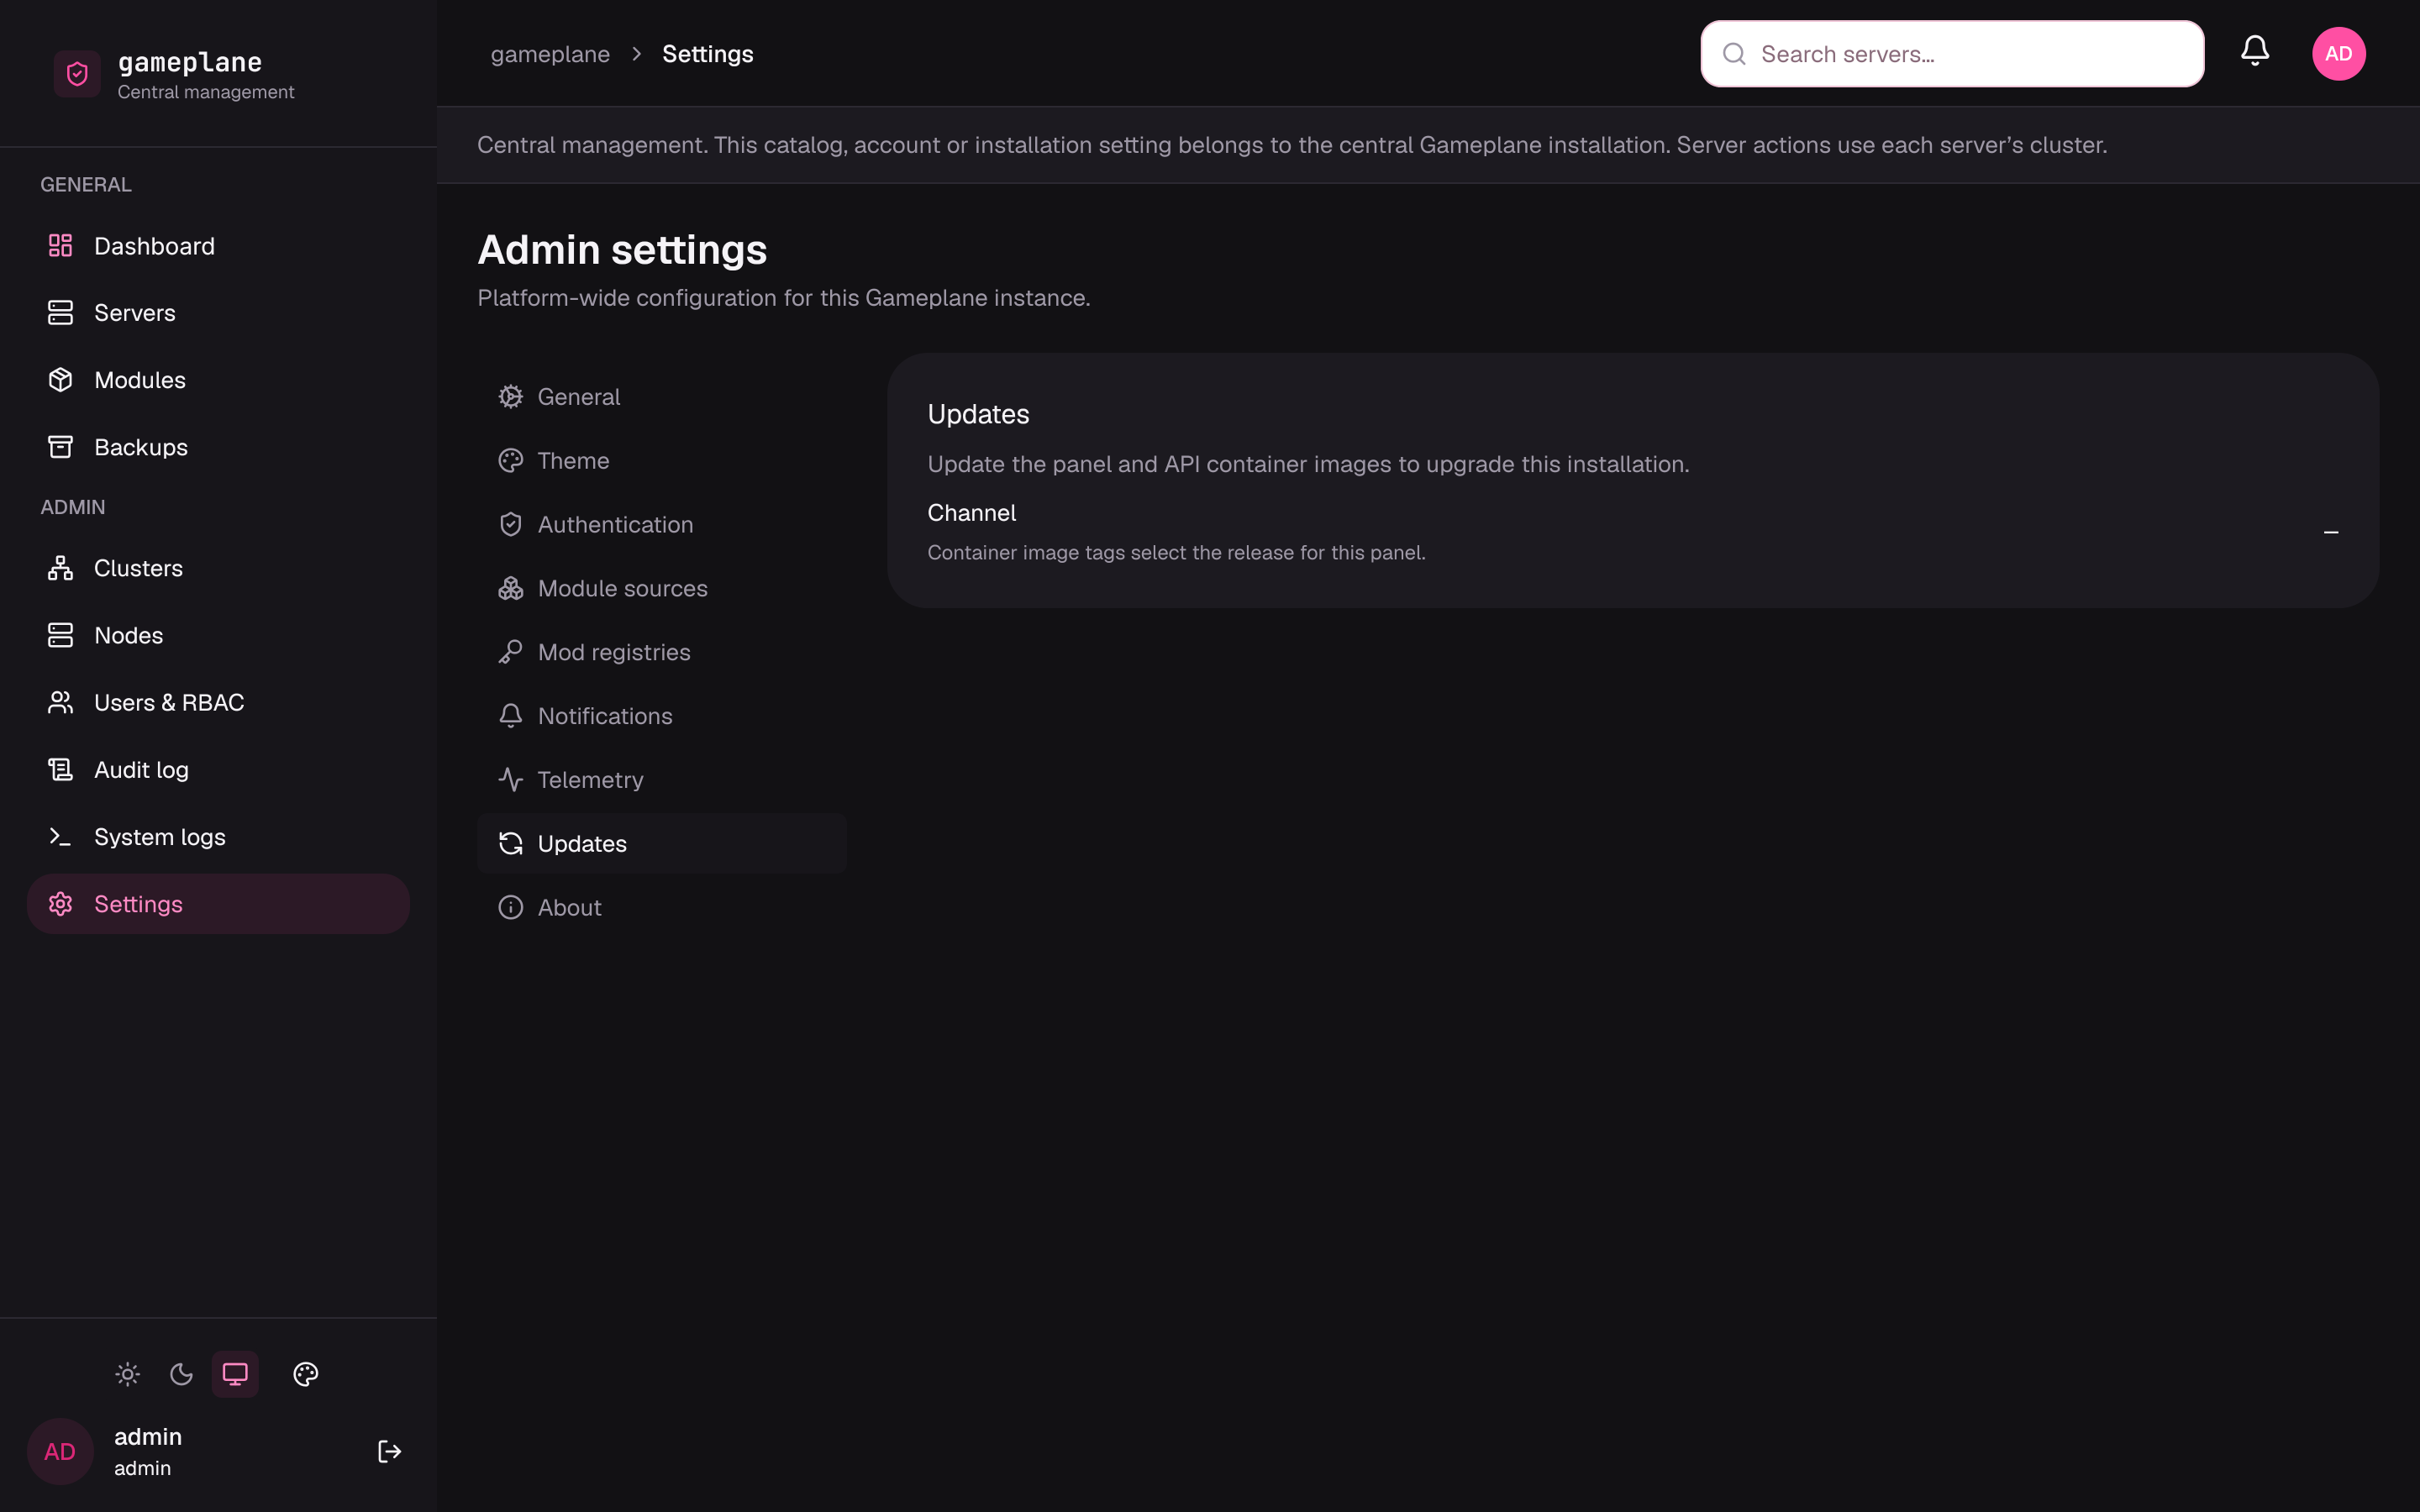 gameplane
Central management
GENERAL
Dashboard
Servers
Modules
Backups
ADMIN
Clusters
Nodes
Users & RBAC
Audit log
System logs
Settings
AD
admin
admin
gameplane > Settings
Search servers...
AD
Central management. This catalog, account or installation setting belongs to the central Gameplane installation. Server actions use each server’s cluster.
Admin settings
Platform-wide configuration for this Gameplane instance.
General
Theme
Authentication
Module sources
Mod registries
Notifications
Telemetry
Updates
About
Updates
Update the panel and API container images to upgrade this installation.
Channel
Container image tags select the release for this panel.
—